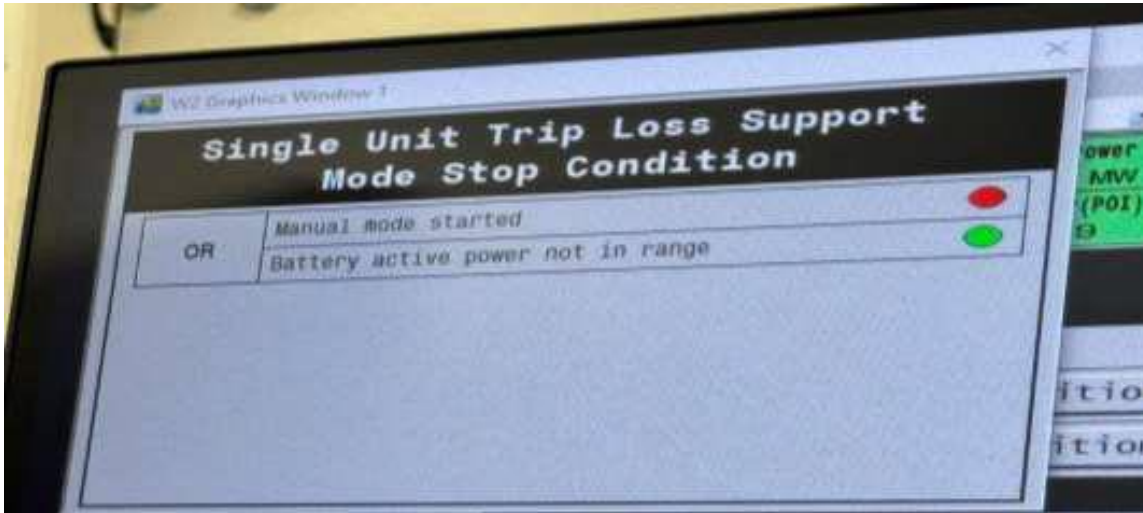 W2 Graphics Window 1
Single Unit Trip Loss Support
Mode Stop Condition
OR
Manual mode started
Battery active power not in range
ower
MW
(POI)
9
itio
itio